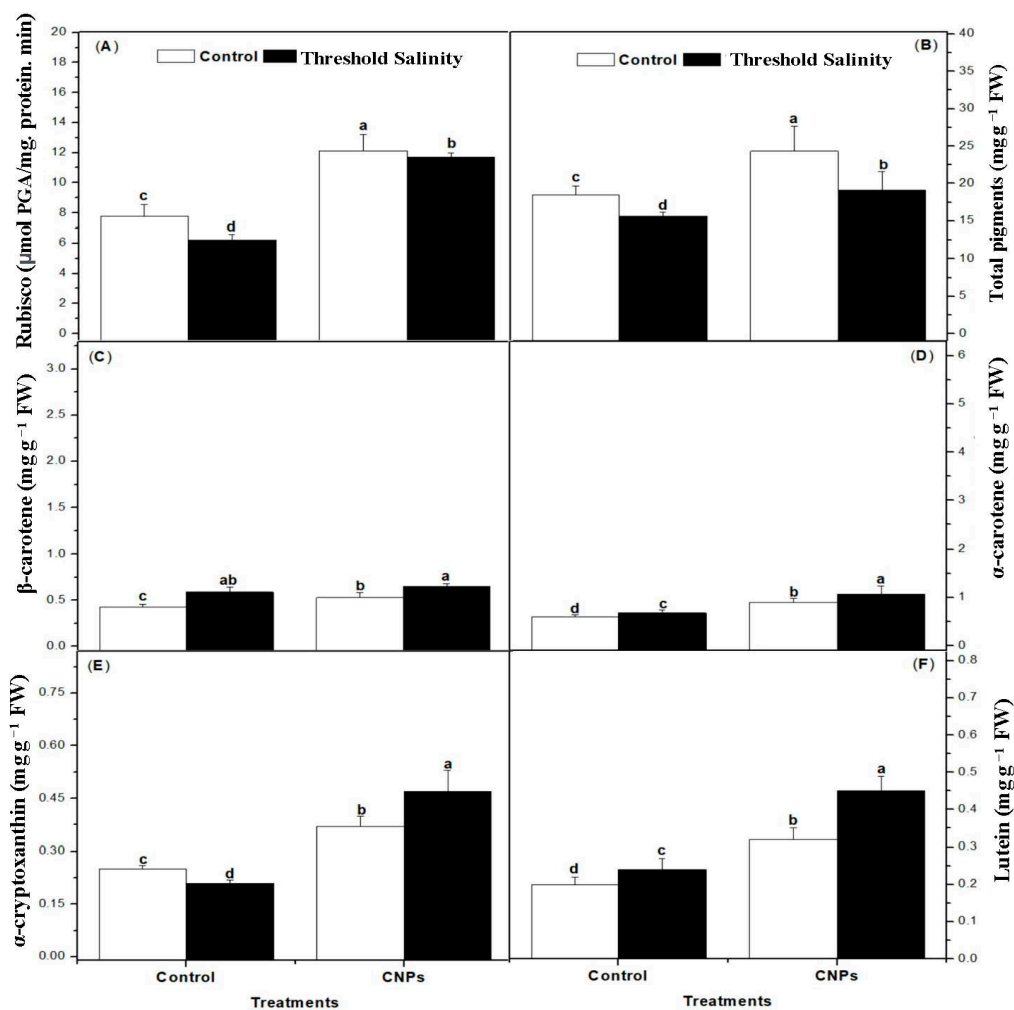 (A)
Control
Threshold Salinity
Rubisco (µmol PGA/mg. protein. min)
20
18
16
14
12
10
8
6
4
2
0
c
d
a
b
(B)
Control
Threshold Salinity
Total pigments (mg g⁻¹ FW)
40
35
30
25
20
15
10
5
0
c
d
a
b
(C)
β-carotene (mg g⁻¹ FW)
3.0
2.5
2.0
1.5
1.0
0.5
0.0
c
ab
b
a
(D)
α-carotene (mg g⁻¹ FW)
6
5
4
3
2
1
0
d
c
b
a
(E)
α-cryptoxanthin (mg g⁻¹ FW)
0.75
0.60
0.45
0.30
0.15
0.00
c
d
b
a
Control
CNPs
Treatments
(F)
Lutein (mg g⁻¹ FW)
0.8
0.7
0.6
0.5
0.4
0.3
0.2
0.1
0.0
d
c
b
a
Control
CNPs
Treatments